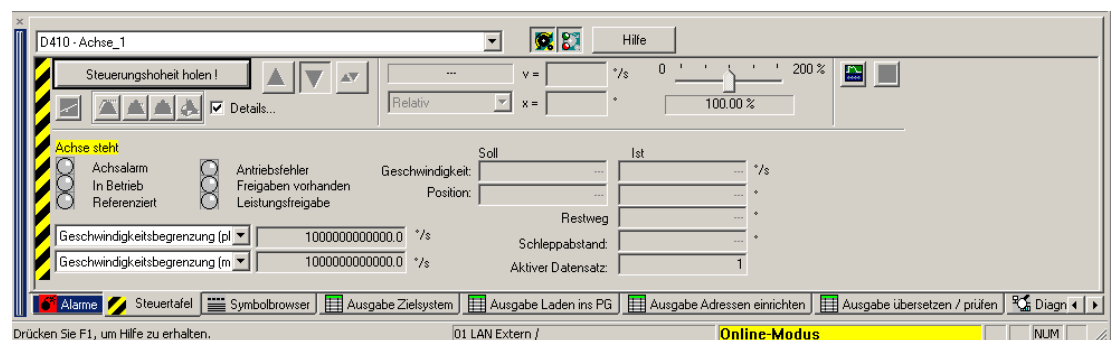 D410 - Achse_1
Hilfe
Steuerungshoheit holen !
--- v = °/s 0 200 %
Details...
Relativ x = ° 100.00 %
Achse steht
Soll Ist
Achsalarm Antriebsfehler Geschwindigkeit: --- --- °/s
In Betrieb Freigaben vorhanden Position: --- --- °
Referenziert Leistungsfreigabe
Restweg --- °
Geschwindigkeitsbegrenzung (pl 1000000000000.0 °/s
Schleppabstand: --- °
Geschwindigkeitsbegrenzung (m 1000000000000.0 °/s
Aktiver Datensatz: 1
Alarme Steuertafel Symbolbrowser Ausgabe Zielsystem Ausgabe Laden ins PG Ausgabe Adressen einrichten Ausgabe übersetzen / prüfen Diagn
Drücken Sie F1, um Hilfe zu erhalten. 01 LAN Extern / Online-Modus NUM